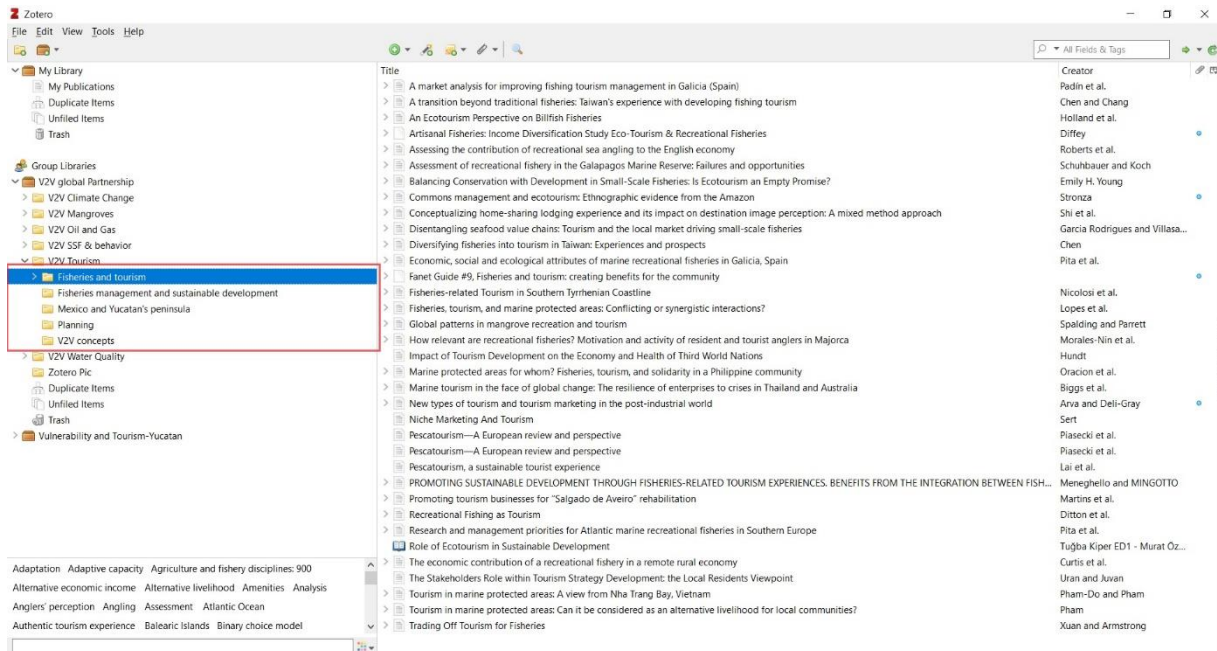 Zotero
File Edit View Tools Help
All Fields & Tags
My Library
My Publications
Duplicate Items
Unfiled Items
Trash
Group Libraries
V2V global Partnership
V2V Climate Change
V2V Mangroves
V2V Oil and Gas
V2V SSF & behavior
V2V Tourism
Fisheries and tourism
Fisheries management and sustainable development
Mexico and Yucatan's peninsula
Planning
V2V concepts
V2V Water Quality
Zotero Pic
Duplicate Items
Unfiled Items
Trash
Vulnerability and Tourism-Yucatan
Adaptation Adaptive capacity Agriculture and fishery disciplines: 900
Alternative economic income Alternative livelihood Amenities Analysis
Anglers' perception Angling Assessment Atlantic Ocean
Authentic tourism experience Balearic Islands Binary choice model
Title Creator
A market analysis for improving fishing tourism management in Galicia (Spain) Padín et al.
A transition beyond traditional fisheries: Taiwan's experience with developing fishing tourism Chen and Chang
An Ecotourism Perspective on Billfish Fisheries Holland et al.
Artisanal Fisheries: Income Diversification Study Eco-Tourism & Recreational Fisheries Diffey
Assessing the contribution of recreational sea angling to the English economy Roberts et al.
Assessment of recreational fishery in the Galapagos Marine Reserve: Failures and opportunities Schuhbauer and Koch
Balancing Conservation with Development in Small-Scale Fisheries: Is Ecotourism an Empty Promise? Emily H. Young
Commons management and ecotourism: Ethnographic evidence from the Amazon Stronza
Conceptualizing home-sharing lodging experience and its impact on destination image perception: A mixed method approach Shi et al.
Disentangling seafood value chains: Tourism and the local market driving small-scale fisheries Garcia Rodrigues and Villasa...
Diversifying fisheries into tourism in Taiwan: Experiences and prospects Chen
Economic, social and ecological attributes of marine recreational fisheries in Galicia, Spain Pita et al.
Fanet Guide #9, Fisheries and tourism: creating benefits for the community
Fisheries-related Tourism in Southern Tyrrhenian Coastline Nicolosi et al.
Fisheries, tourism, and marine protected areas: Conflicting or synergistic interactions? Lopes et al.
Global patterns in mangrove recreation and tourism Spalding and Parrett
How relevant are recreational fisheries? Motivation and activity of resident and tourist anglers in Majorca Morales-Nin et al.
Impact of Tourism Development on the Economy and Health of Third World Nations Hundt
Marine protected areas for whom? Fisheries, tourism, and solidarity in a Philippine community Oracion et al.
Marine tourism in the face of global change: The resilience of enterprises to crises in Thailand and Australia Biggs et al.
New types of tourism and tourism marketing in the post-industrial world Arva and Deli-Gray
Niche Marketing And Tourism Sert
Pescatourism—A European review and perspective Piasecki et al.
Pescatourism—A European review and perspective Piasecki et al.
Pescatourism, a sustainable tourist experience Lai et al.
PROMOTING SUSTAINABLE DEVELOPMENT THROUGH FISHERIES-RELATED TOURISM EXPERIENCES. BENEFITS FROM THE INTEGRATION BETWEEN FISH... Meneghello and MINGOTTO
Promoting tourism businesses for "Salgado de Aveiro" rehabilitation Martins et al.
Recreational Fishing as Tourism Ditton et al.
Research and management priorities for Atlantic marine recreational fisheries in Southern Europe Pita et al.
Role of Ecotourism in Sustainable Development Tuğba Kiper ED1 - Murat Öz...
The economic contribution of a recreational fishery in a remote rural economy Curtis et al.
The Stakeholders Role within Tourism Strategy Development: the Local Residents Viewpoint Uran and Juvan
Tourism in marine protected areas: A view from Nha Trang Bay, Vietnam Pham-Do and Pham
Tourism in marine protected areas: Can it be considered as an alternative livelihood for local communities? Pham
Trading Off Tourism for Fisheries Xuan and Armstrong